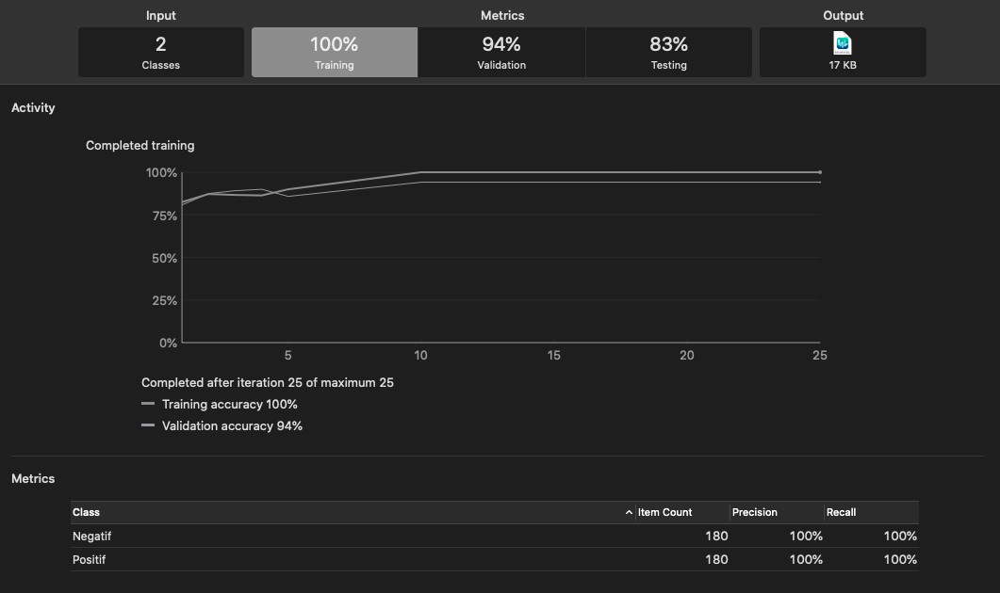 Input Metrics Output
2 100% 94% 83%
Classes Training Validation Testing 17 KB
Activity
Completed training
100%
75%
50%
25%
0%
5 10 15 20 25
Completed after iteration 25 of maximum 25
Training accuracy 100%
Validation accuracy 94%
Metrics
Class Item Count Precision Recall
Negatif 180 100% 100%
Positif 180 100% 100%